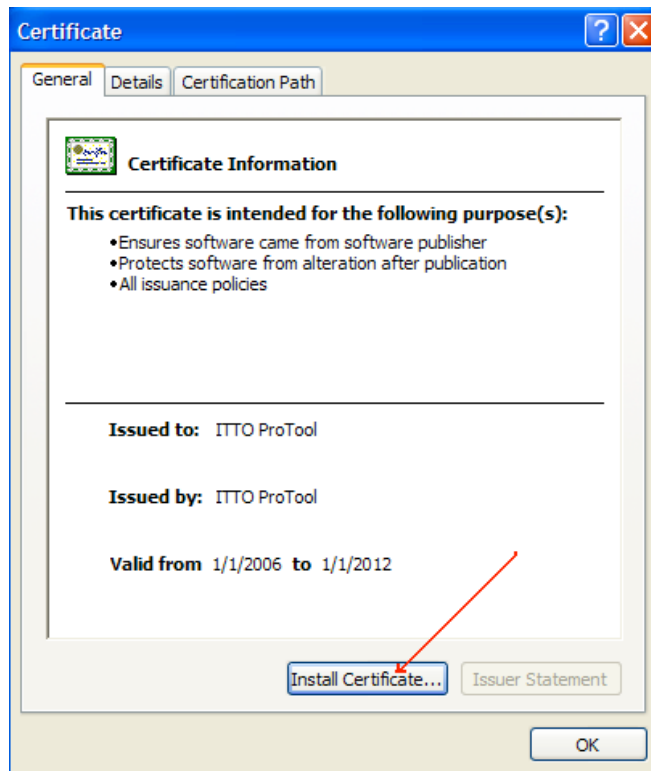 Certificate
?
General Details Certification Path
Certificate Information
This certificate is intended for the following purpose(s):
•Ensures software came from software publisher
•Protects software from alteration after publication
•All issuance policies
Issued to: ITTO ProTool
Issued by: ITTO ProTool
Valid from 1/1/2006 to 1/1/2012
Install Certificate... Issuer Statement
OK